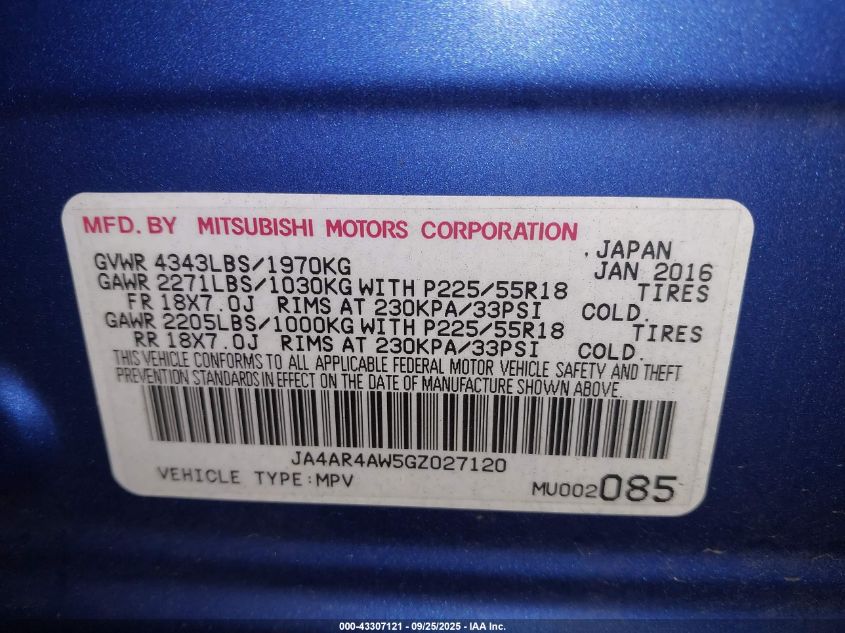 MFD. BY MITSUBISHI MOTORS CORPORATION
. JAPAN
GVWR 4343LBS/1970KG JAN 2016
GAWR 2271LBS/1030KG WITH P225/55R18 TIRES
FR 18X7.0J RIMS AT 230KPA/33PSI COLD.
GAWR 2205LBS/1000KG WITH P225/55R18 TIRES
RR 18X7.0J RIMS AT 230KPA/33PSI COLD.
THIS VEHICLE CONFORMS TO ALL APPLICABLE FEDERAL MOTOR VEHICLE SAFETY AND THEFT
PREVENTION STANDARDS IN EFFECT ON THE DATE OF MANUFACTURE SHOWN ABOVE.
JA4AR4AW5GZ027120
VEHICLE TYPE:MPV MU002085
000-43307121 - 09/25/2025 - IAA Inc.